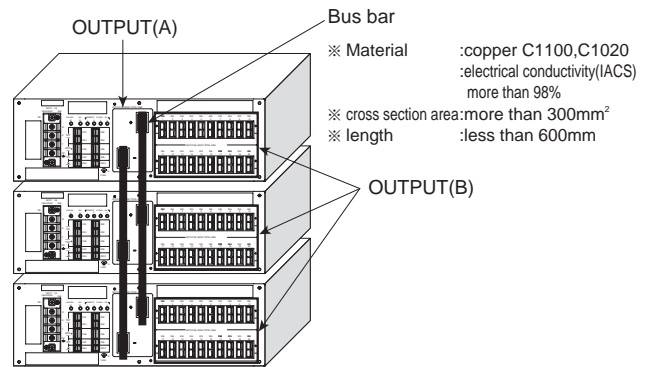 OUTPUT(A)
Bus bar
※ Material :copper C1100,C1020
:electrical conductivity(IACS)
more than 98%
※ cross section area:more than 300mm²
※ length :less than 600mm
OUTPUT(B)